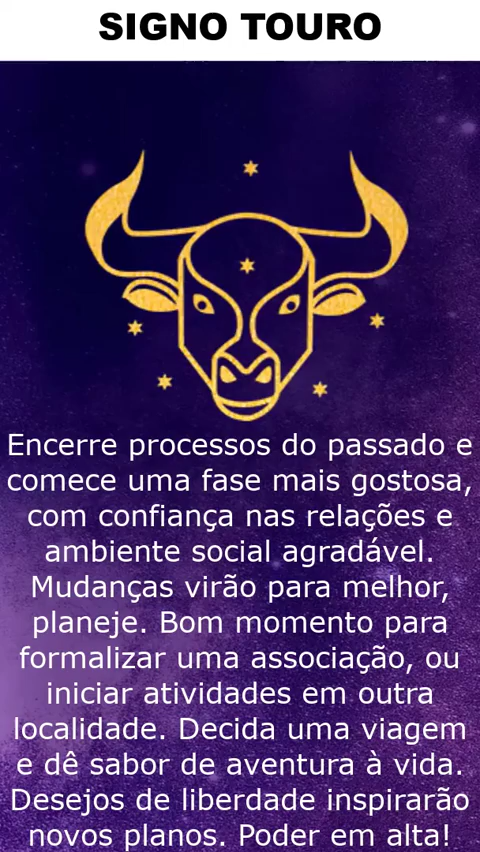 SIGNO TOURO
Encerre processos do passado e
comece uma fase mais gostosa,
com confiança nas relações e
ambiente social agradável.
Mudanças virão para melhor,
planeje. Bom momento para
formalizar uma associação, ou
iniciar atividades em outra
localidade. Decida uma viagem
e dê sabor de aventura à vida.
Desejos de liberdade inspirarão
novos planos. Poder em alta!